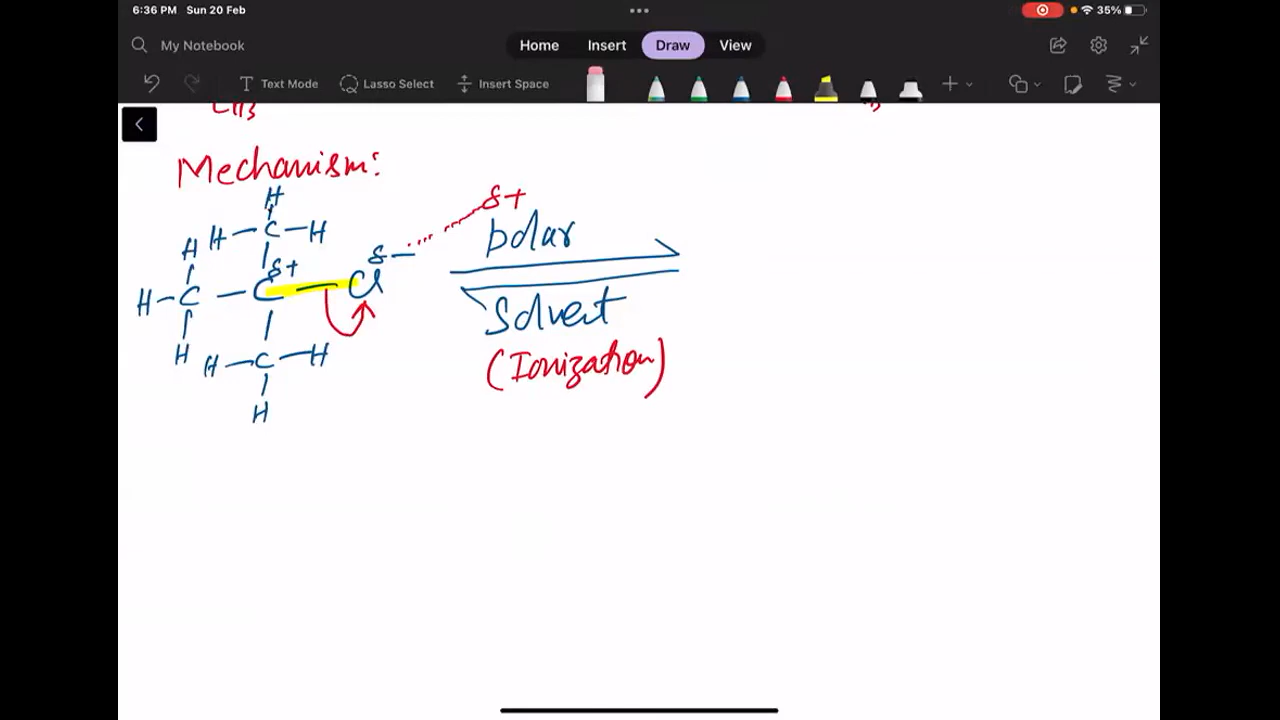 6:36 PM Sun 20 Feb
35%
My Notebook
Home Insert Draw View
Text Mode Lasso Select Insert Space
CH3
Mechanism:
H
H H-C-H
δ- δ+
H-C-C-Cl
δ+
H H-C-H
H
polar
Solvent
(Ionization)